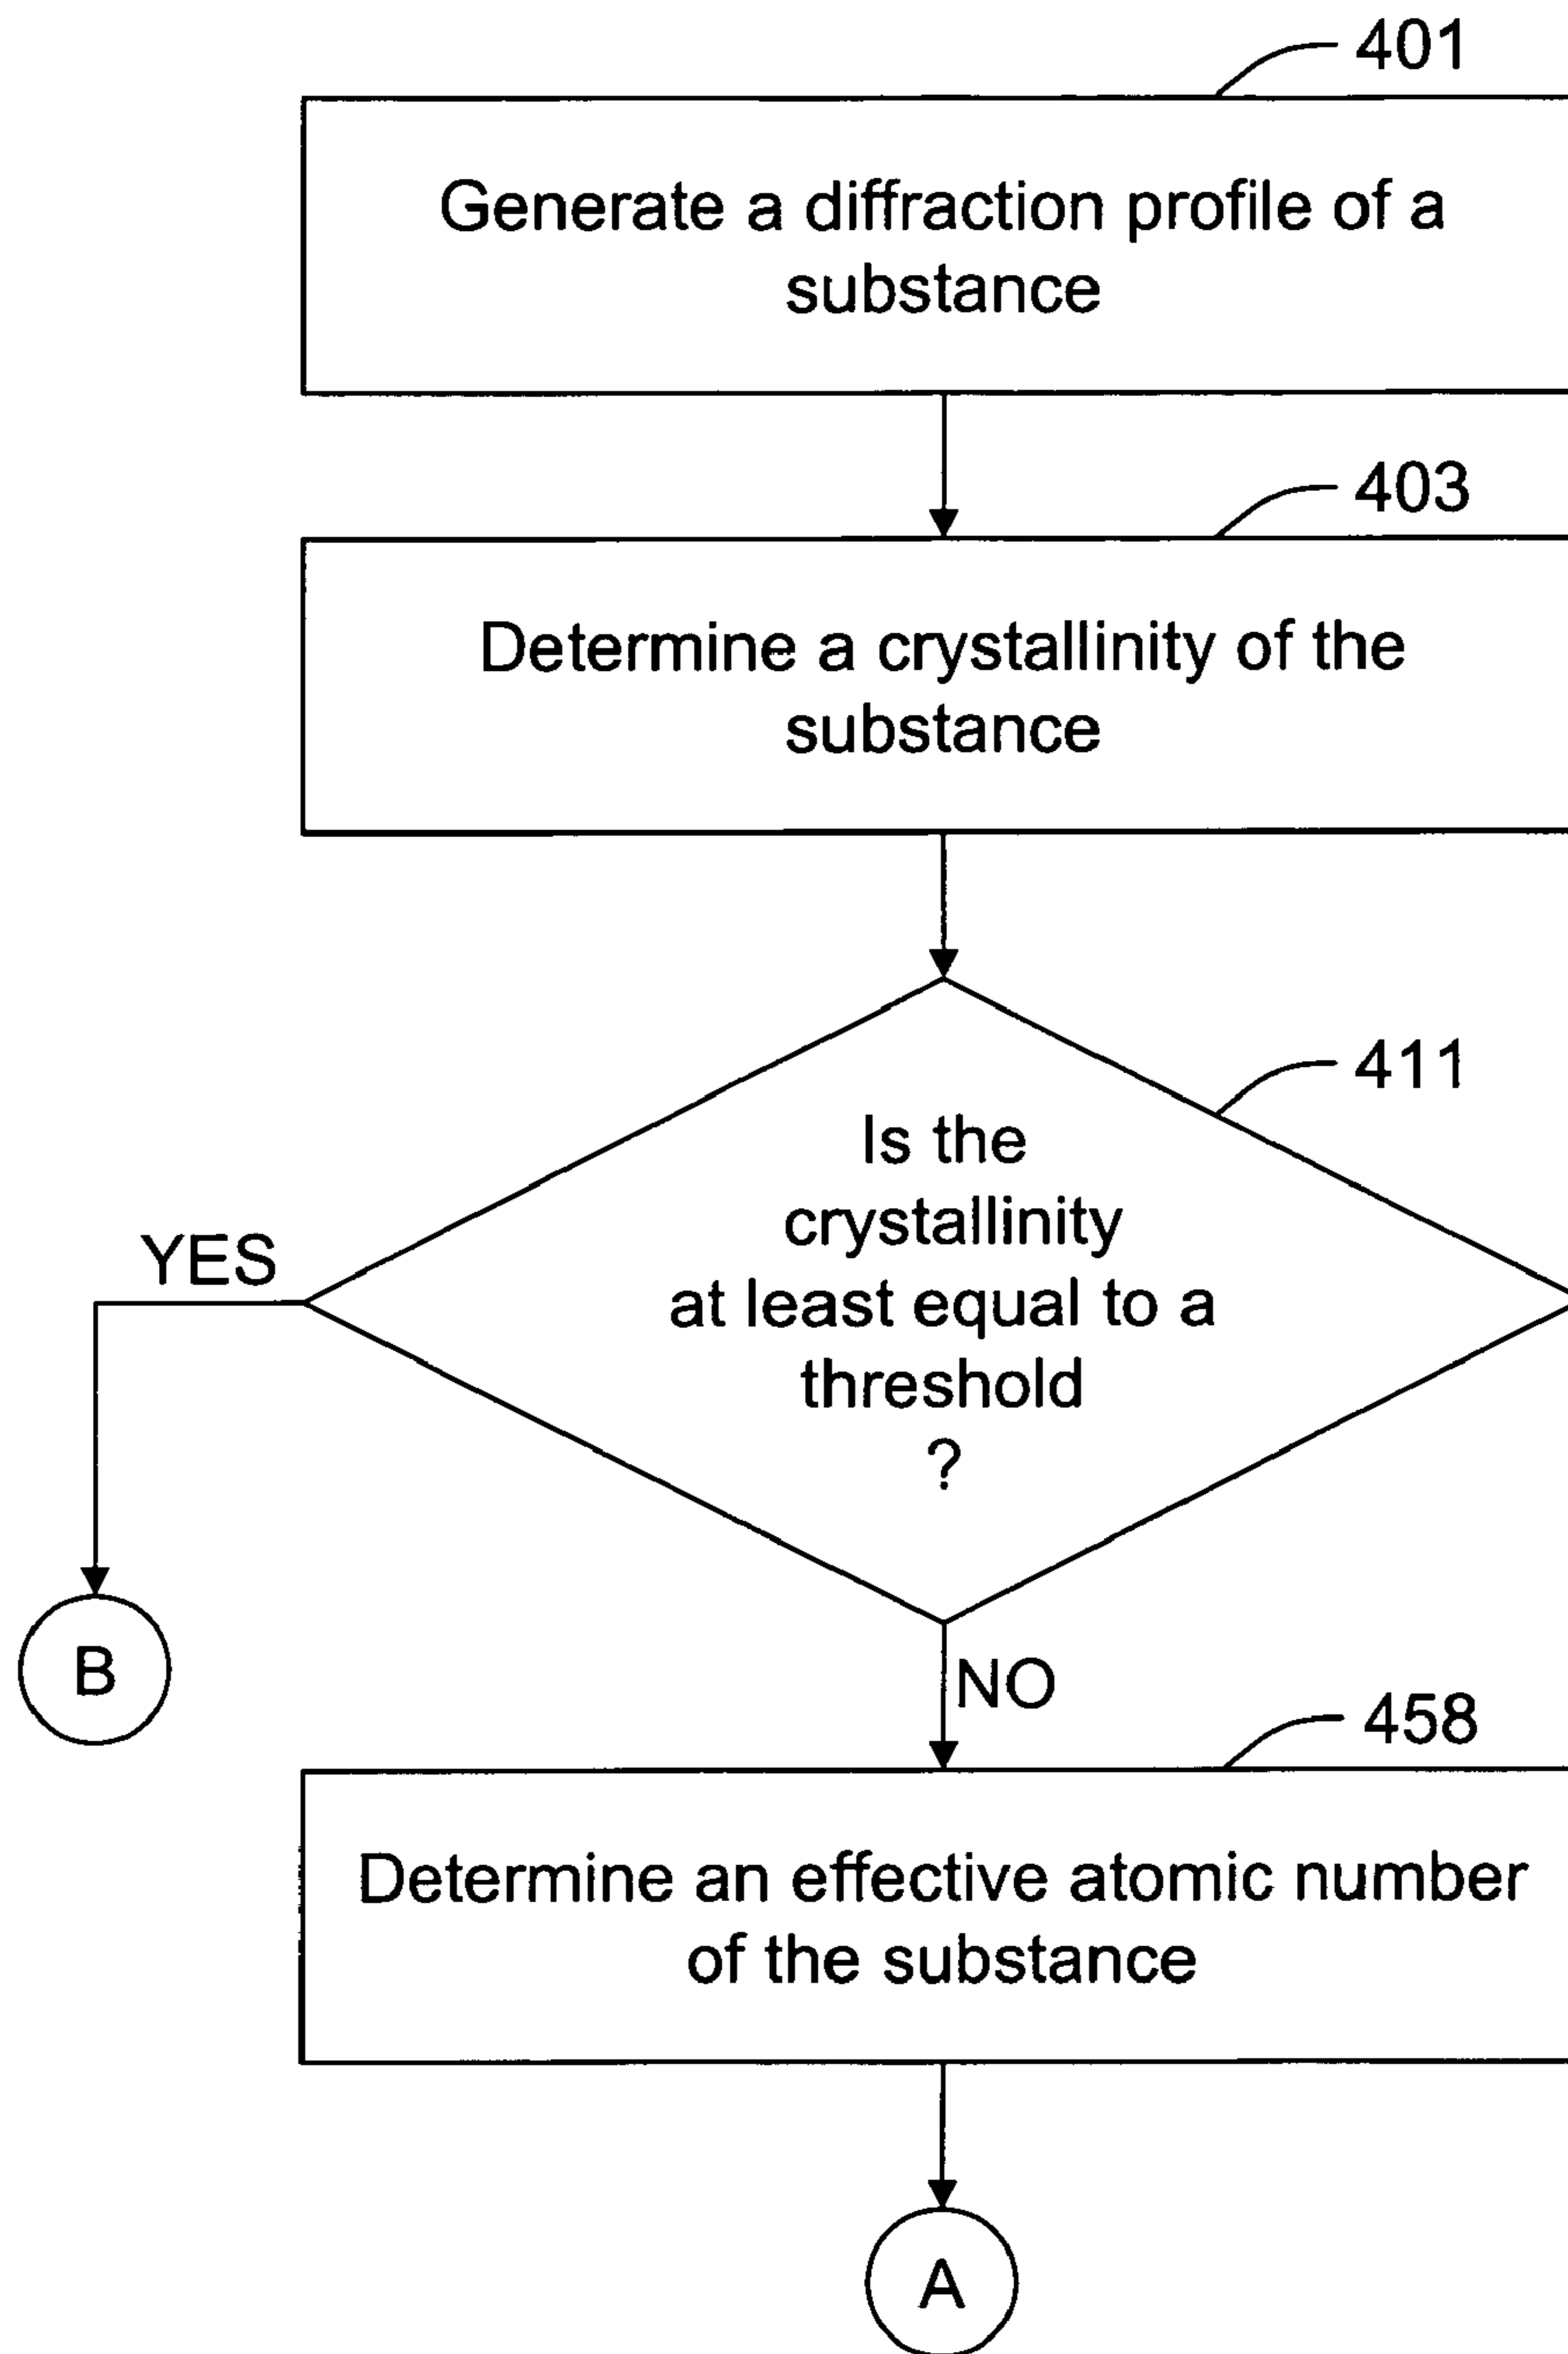 401
Generate a diffraction profile of a
substance
403
Determine a crystallinity of the
substance
411
Is the
crystallinity
at least equal to a
threshold
?
YES
B
NO
458
Determine an effective atomic number
of the substance
A